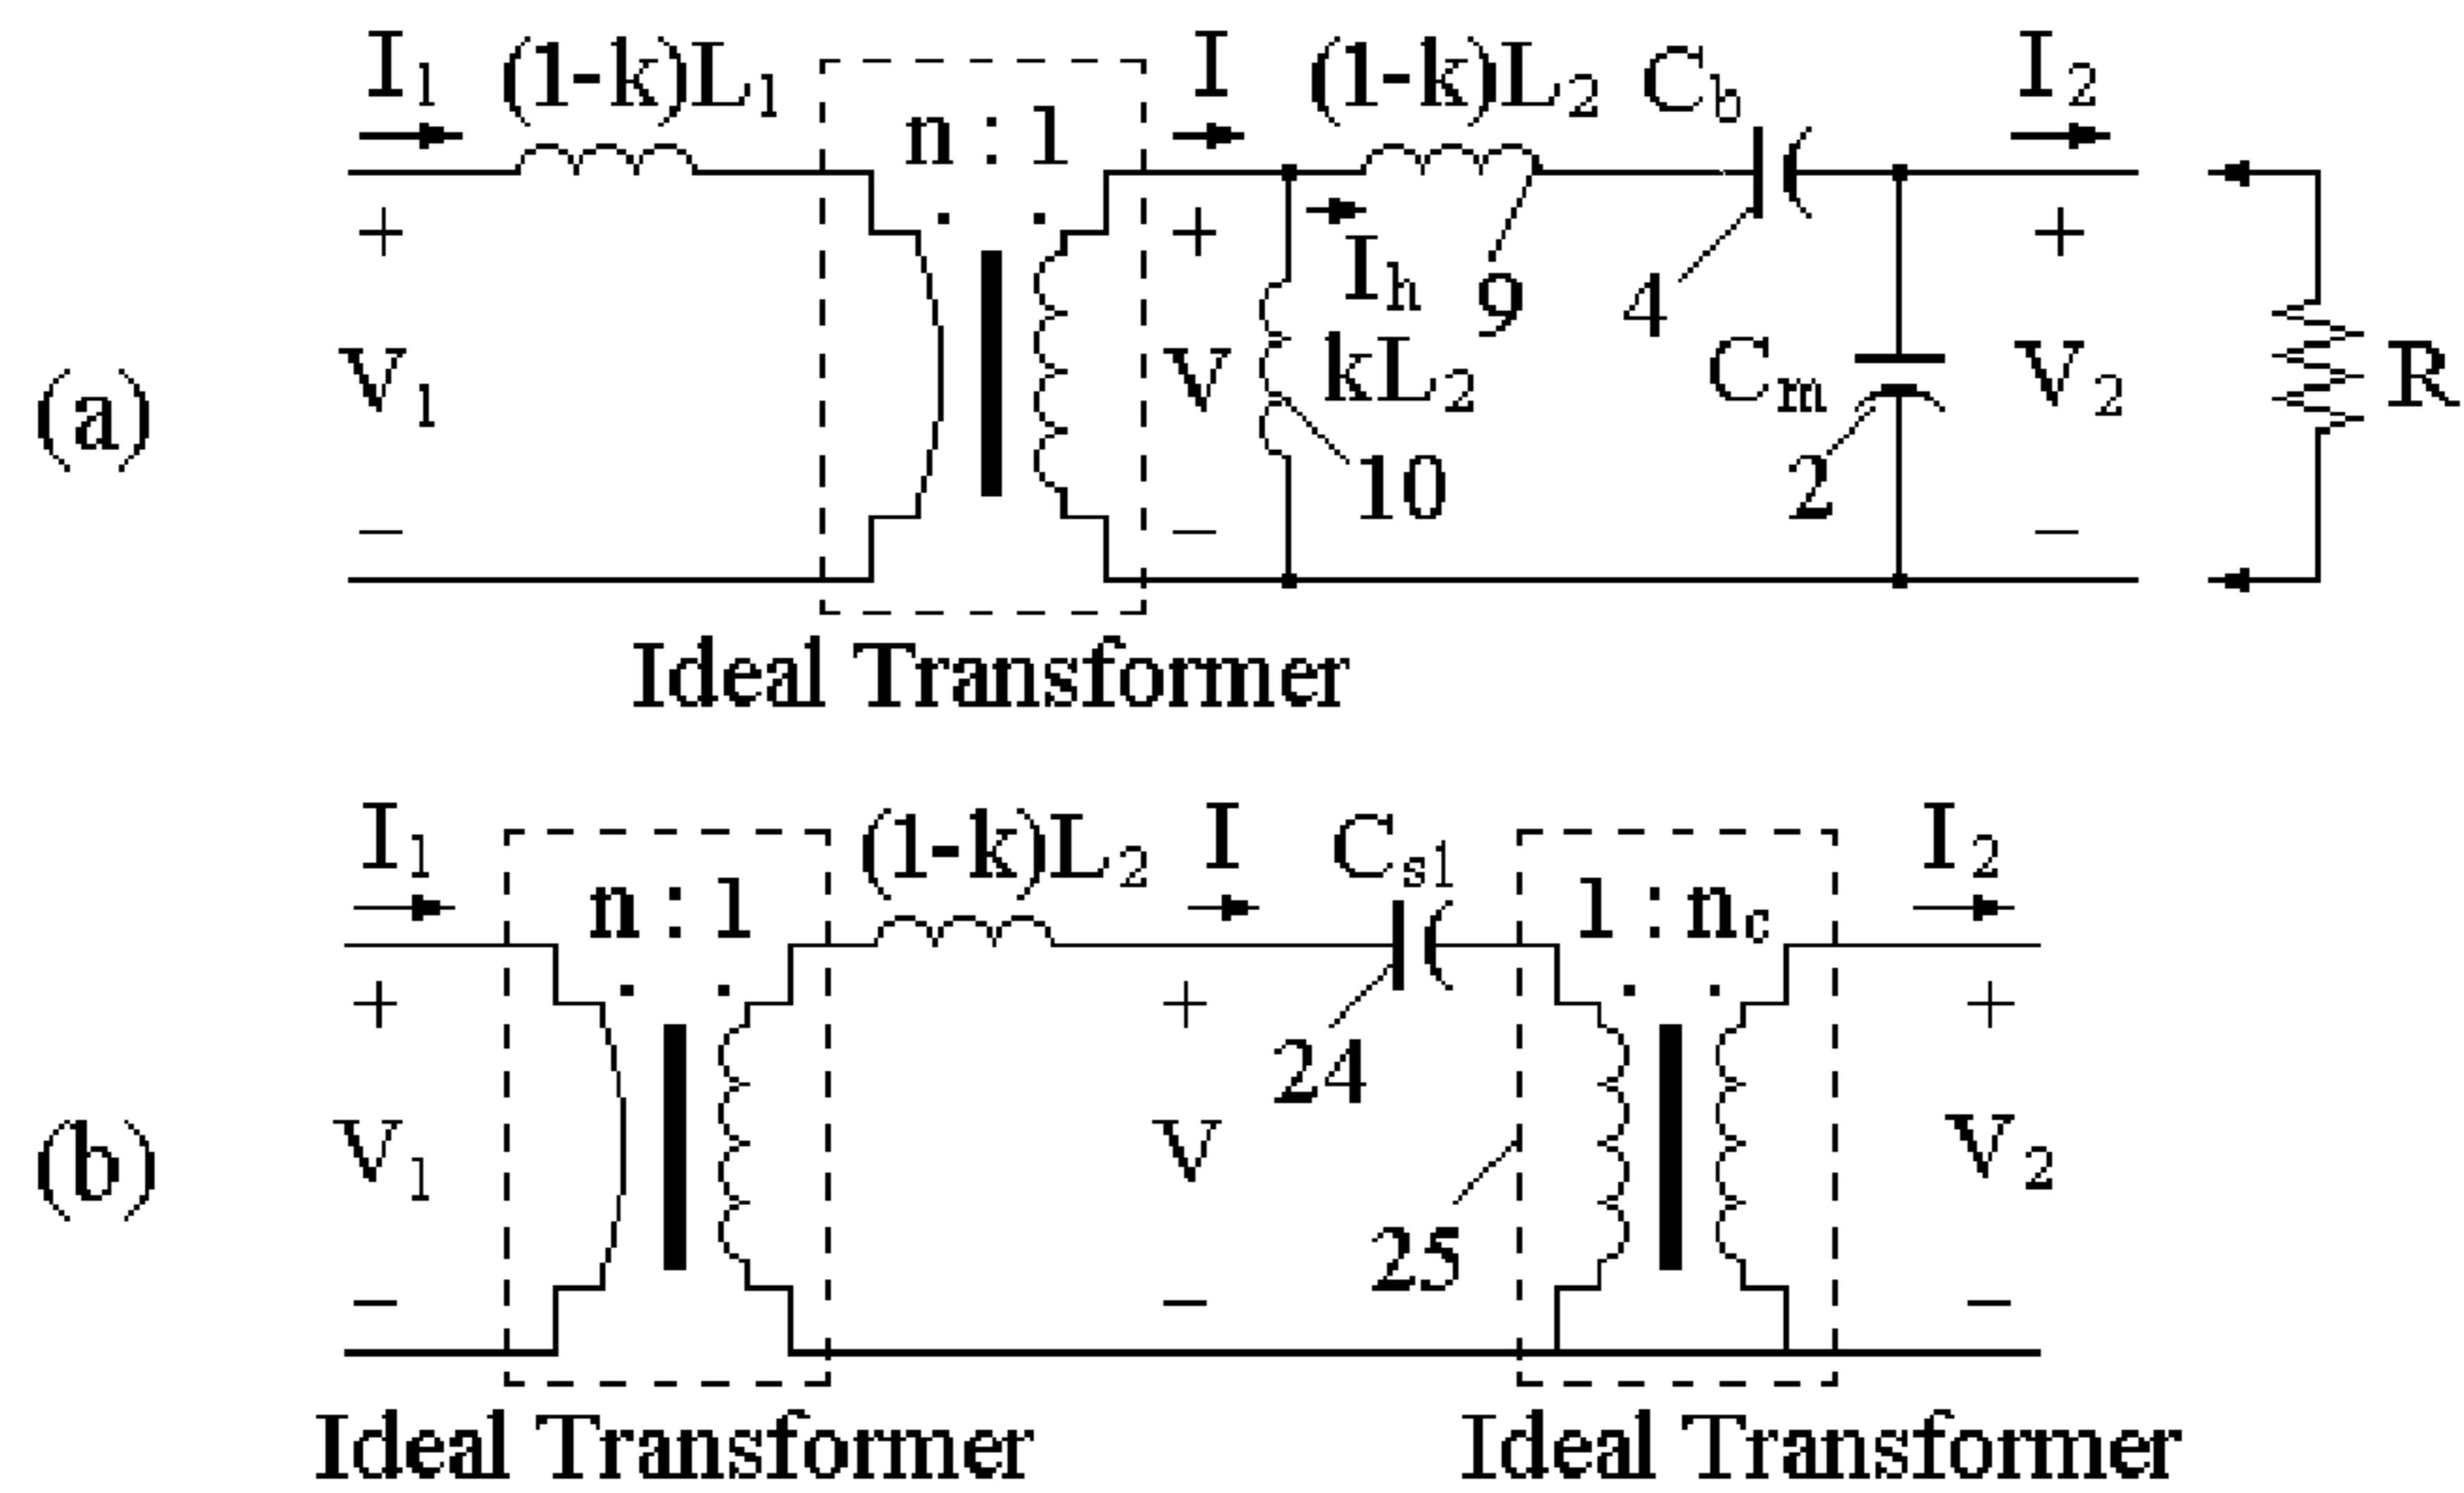 I1 (1-k)L1 I (1-k)L2 Cb I2
n : 1
+ + +
Ih 9 4
(a) V1 V kL2 Cm V2 R
10 2
− − −
Ideal Transformer
I1 (1-k)L2 I Cs1 I2
n : 1 1 : nc
+ + +
24
(b) V1 V V2
25
− − −
Ideal Transformer Ideal Transformer